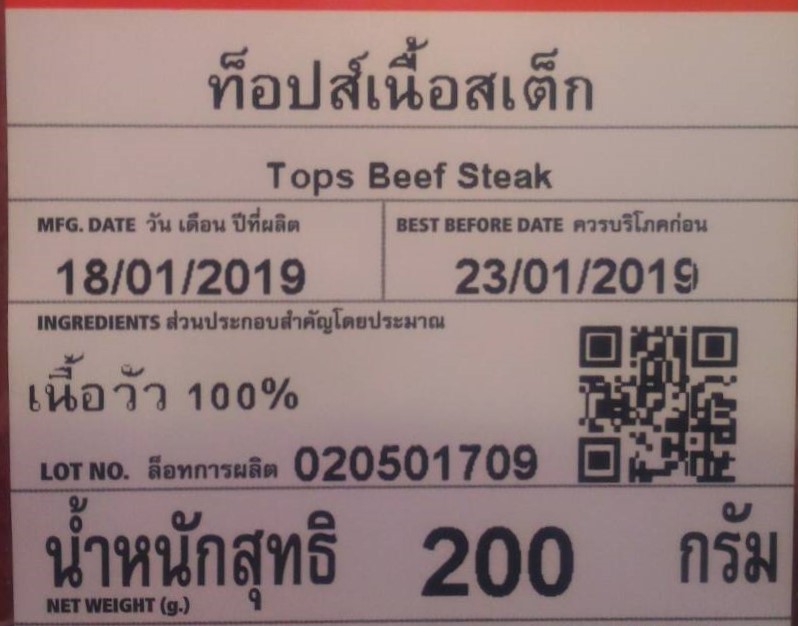 ท็อปส์เนื้อสเต็ก
Tops Beef Steak
MFG. DATE วัน เดือน ปีที่ผลิต
18/01/2019
BEST BEFORE DATE ควรบริโภคก่อน
23/01/2019
INGREDIENTS ส่วนประกอบสำคัญโดยประมาณ
เนื้อวัว 100%
LOT NO. ล็อทการผลิต 020501709
น้ำหนักสุทธิ 200 กรัม
NET WEIGHT (g.)